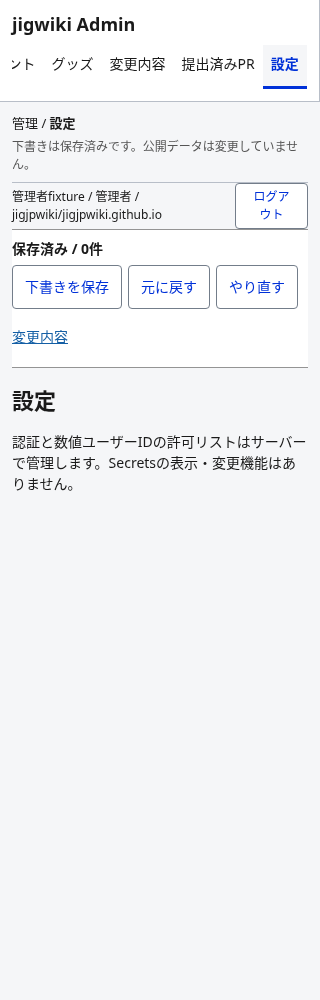 jigwiki Admin
ント グッズ 変更内容 提出済みPR 設定
管理 / 設定
下書きは保存済みです。公開データは変更していませ
ん。
管理者fixture / 管理者 /
jigjpwiki/jigjpwiki.github.io
ログア
ウト
保存済み / 0件
下書きを保存 元に戻す やり直す
変更内容
設定
認証と数値ユーザーIDの許可リストはサーバー
で管理します。Secretsの表示・変更機能はあ
りません。